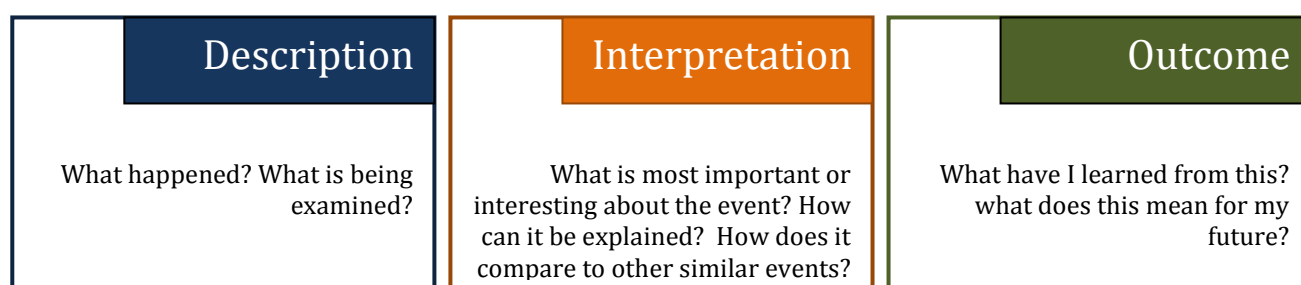 Description
What happened? What is being
examined?
Interpretation
What is most important or
interesting about the event? How
can it be explained?  How does it
compare to other similar events?
Outcome
What have I learned from this?
what does this mean for my
future?